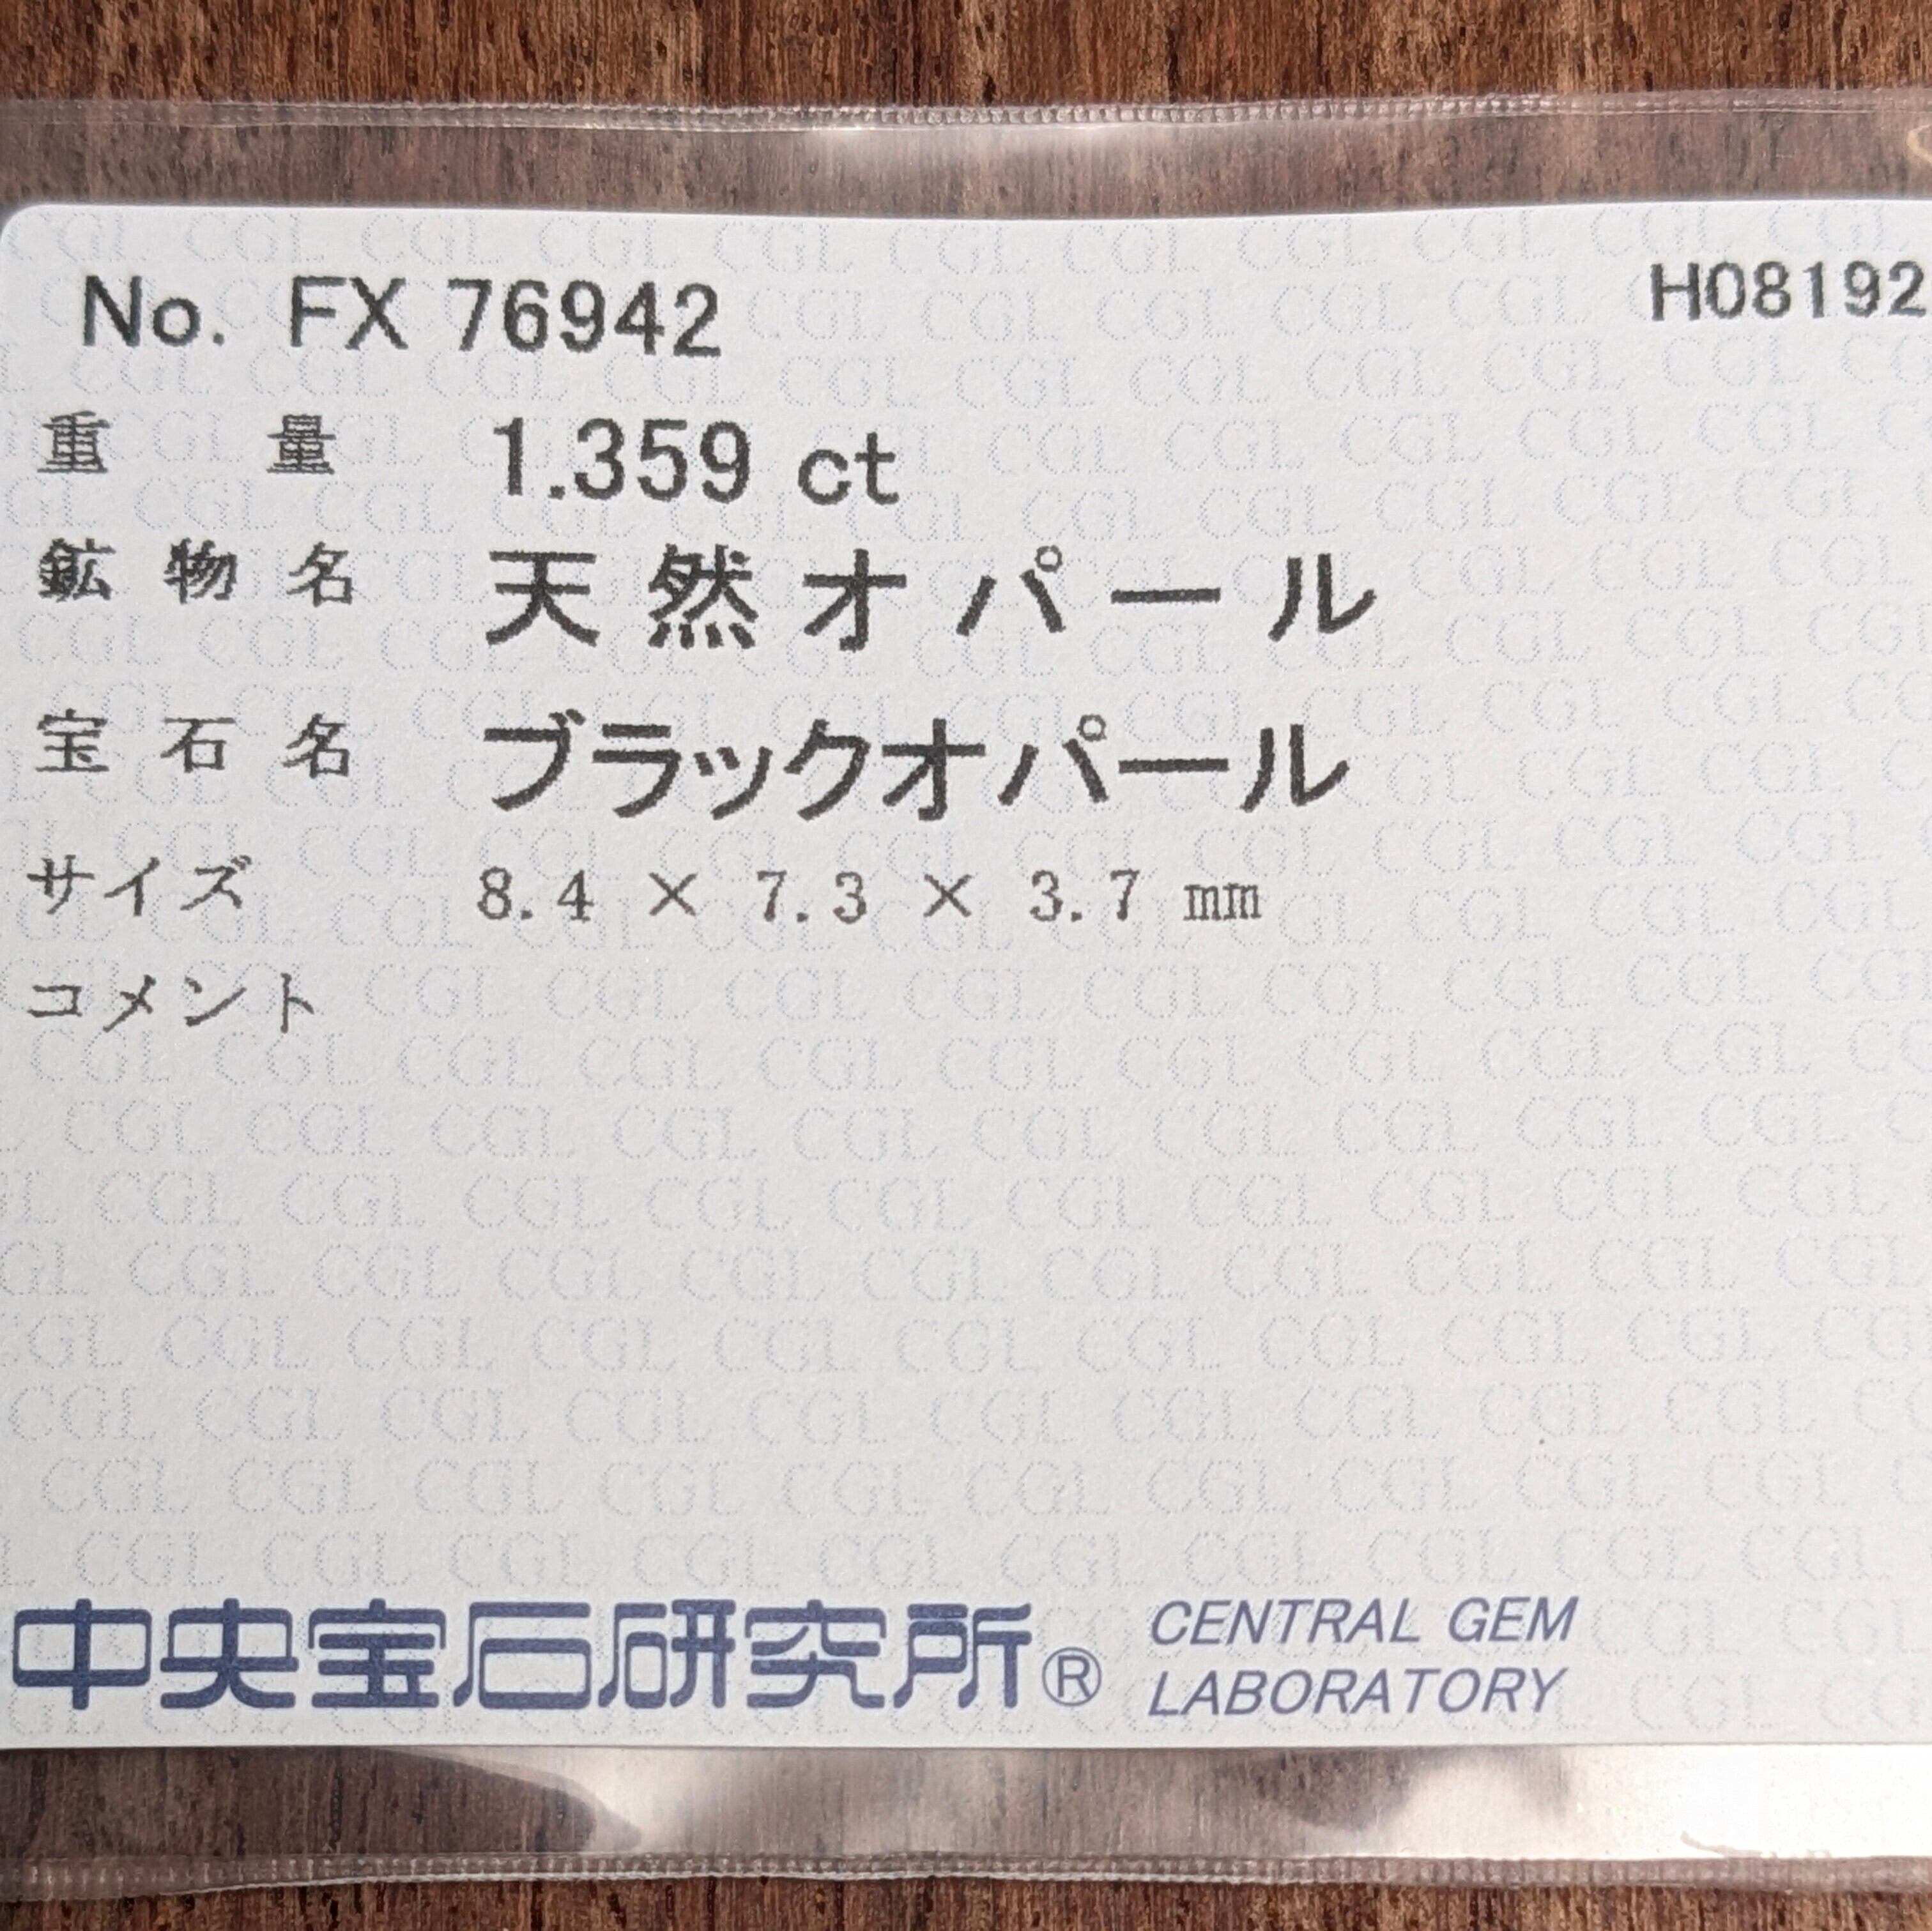 No. FX 76942 H08192
重量 1.359 ct
鉱物名 天然オパール
宝石名 ブラックオパール
サイズ 8.4 × 7.3 × 3.7 mm
コメント
中央宝石研究所® CENTRAL GEM
LABORATORY